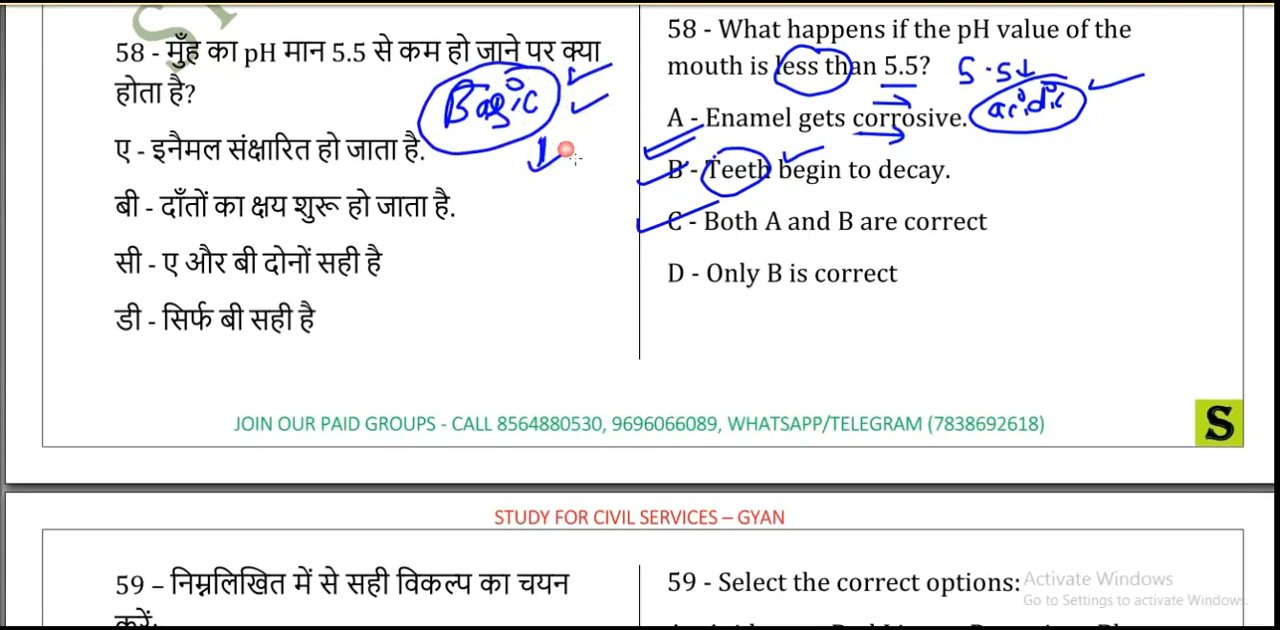 58 - मुँह का pH मान 5.5 से कम हो जाने पर क्या
होता है?
Basic
ए - इनैमल संक्षारित हो जाता है.
बी - दाँतों का क्षय शुरू हो जाता है.
सी - ए और बी दोनों सही है
डी - सिर्फ बी सही है
58 - What happens if the pH value of the
mouth is less than 5.5?
5.5↓
acidic
A - Enamel gets corrosive.
B - Teeth begin to decay.
C - Both A and B are correct
D - Only B is correct
JOIN OUR PAID GROUPS - CALL 8564880530, 9696066089, WHATSAPP/TELEGRAM (7838692618)
S
STUDY FOR CIVIL SERVICES – GYAN
59 – निम्नलिखित में से सही विकल्प का चयन
करें:
59 - Select the correct options:
Activate Windows
Go to Settings to activate Windows.